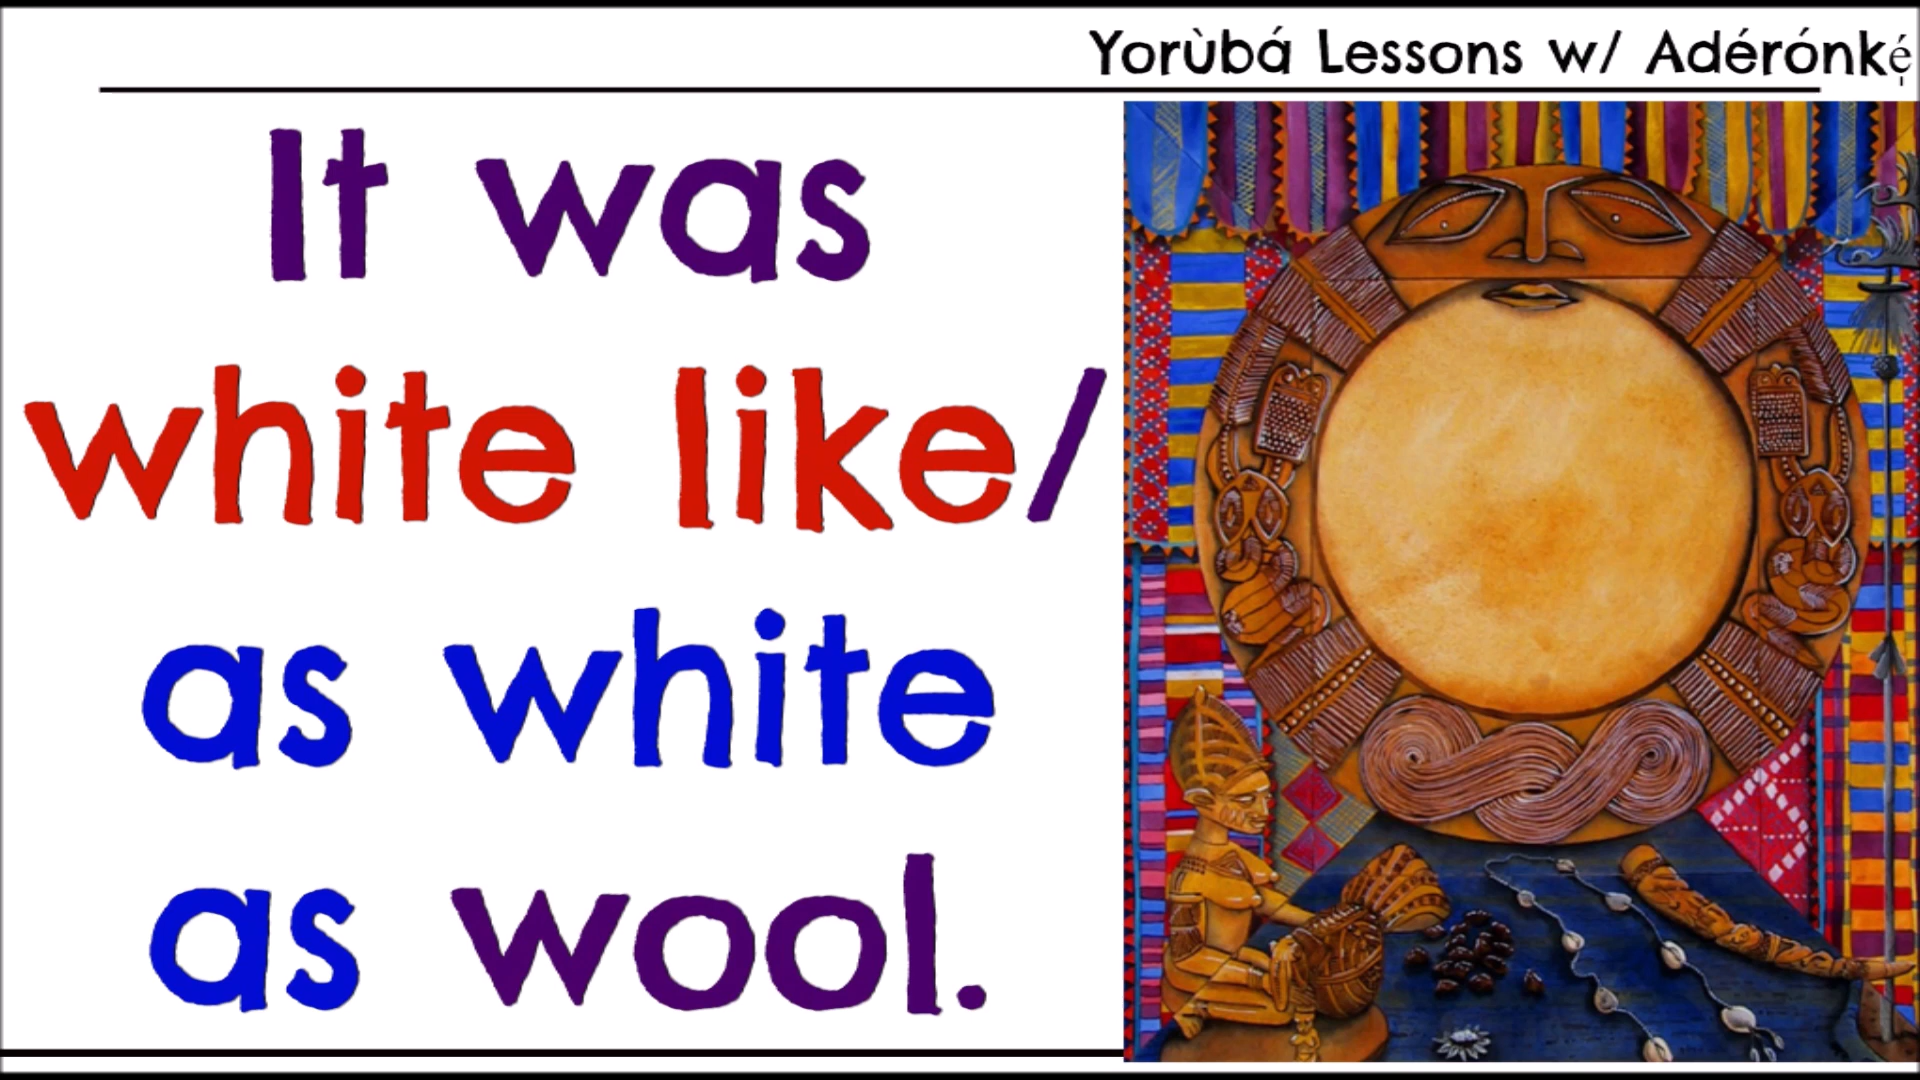 Yorùbá Lessons w/ Adérónkẹ́
It was
white like/
as white
as wool.